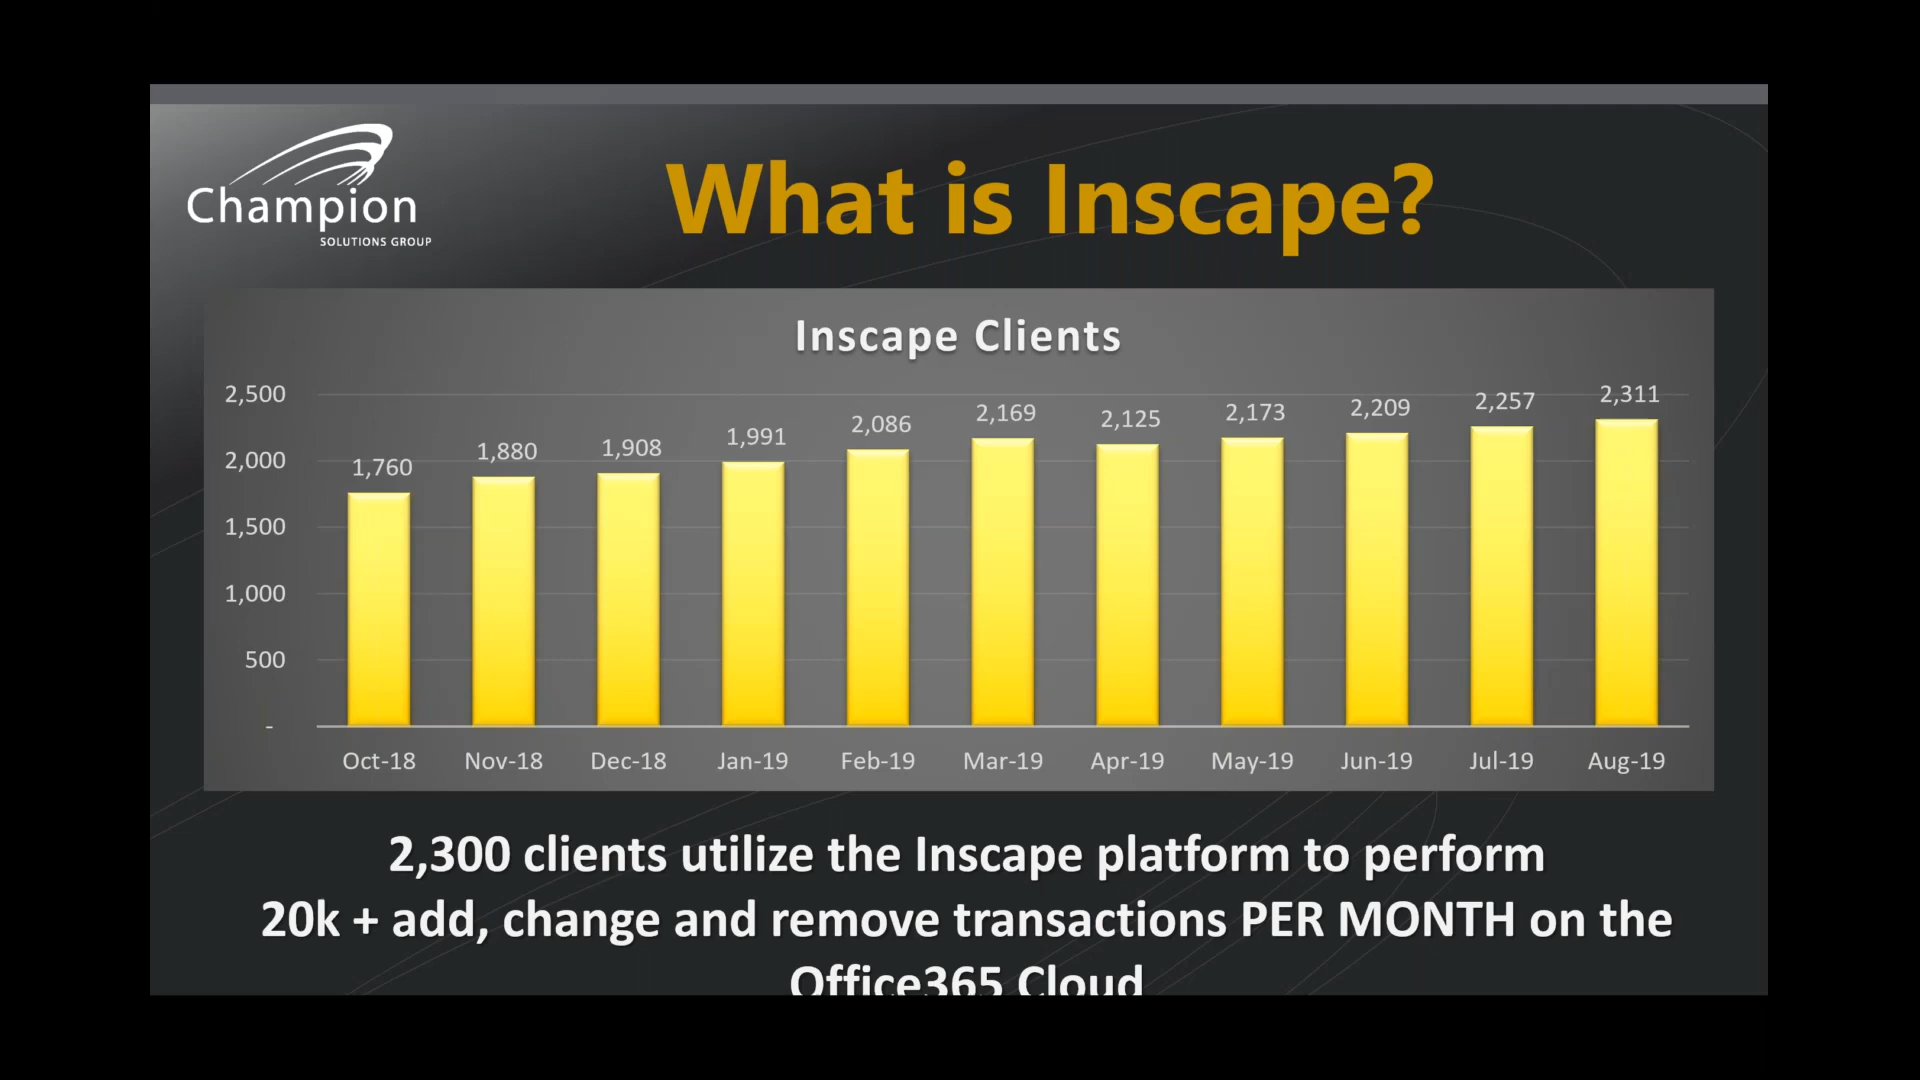 Champion
SOLUTIONS GROUP
What is Inscape?
Inscape Clients
2,500
2,000
1,500
1,000
500
-
1,760
1,880
1,908
1,991
2,086
2,169
2,125
2,173
2,209
2,257
2,311
Oct-18
Nov-18
Dec-18
Jan-19
Feb-19
Mar-19
Apr-19
May-19
Jun-19
Jul-19
Aug-19
2,300 clients utilize the Inscape platform to perform
20k + add, change and remove transactions PER MONTH on the
Office365 Cloud